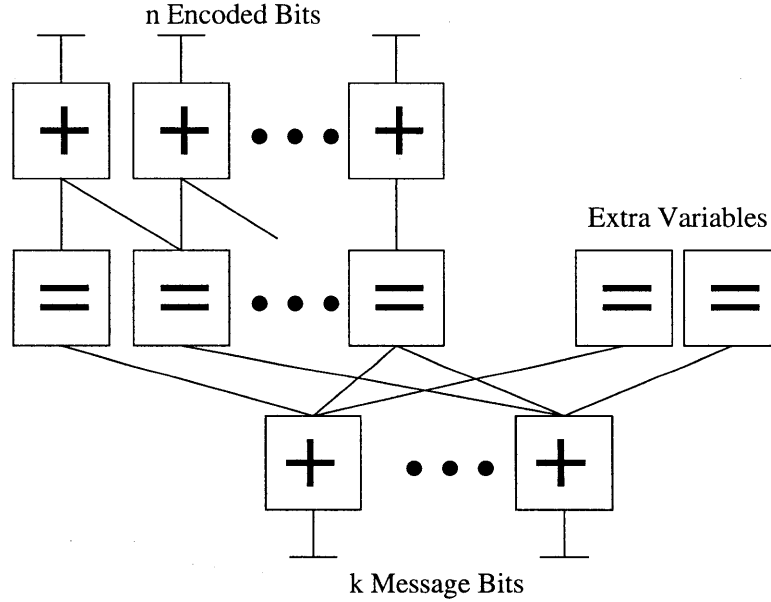 n Encoded Bits
+ + +
Extra Variables
= = = = =
+ +
k Message Bits